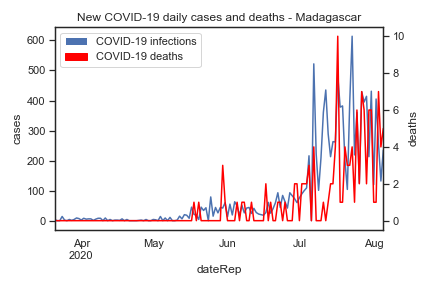 New COVID-19 daily cases and deaths - Madagascar
COVID-19 infections
COVID-19 deaths
600
500
400
300
200
100
0
cases
10
8
6
4
2
0
deaths
Apr
2020
May
Jun
Jul
Aug
dateRep